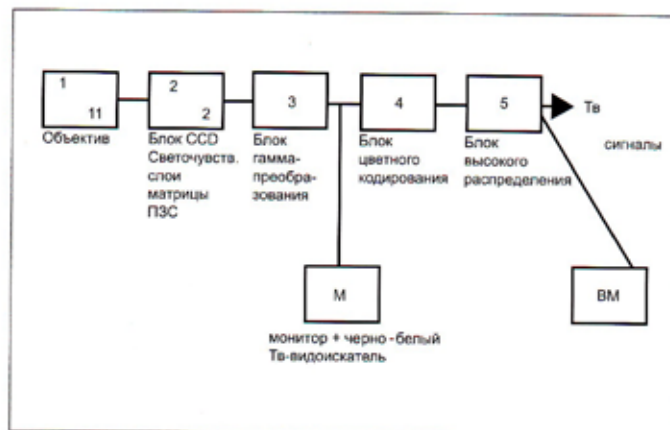 1
11
Объектив
2
2
Блок CCD
Светочувств.
слои
матрицы
ПЗС
3
Блок
гамма-
преобра-
зования
4
Блок
цветного
кодирования
5
Блок
высокого
распределения
Тв
сигналы
М
монитор + черно-белый
Тв-видоискатель
ВМ